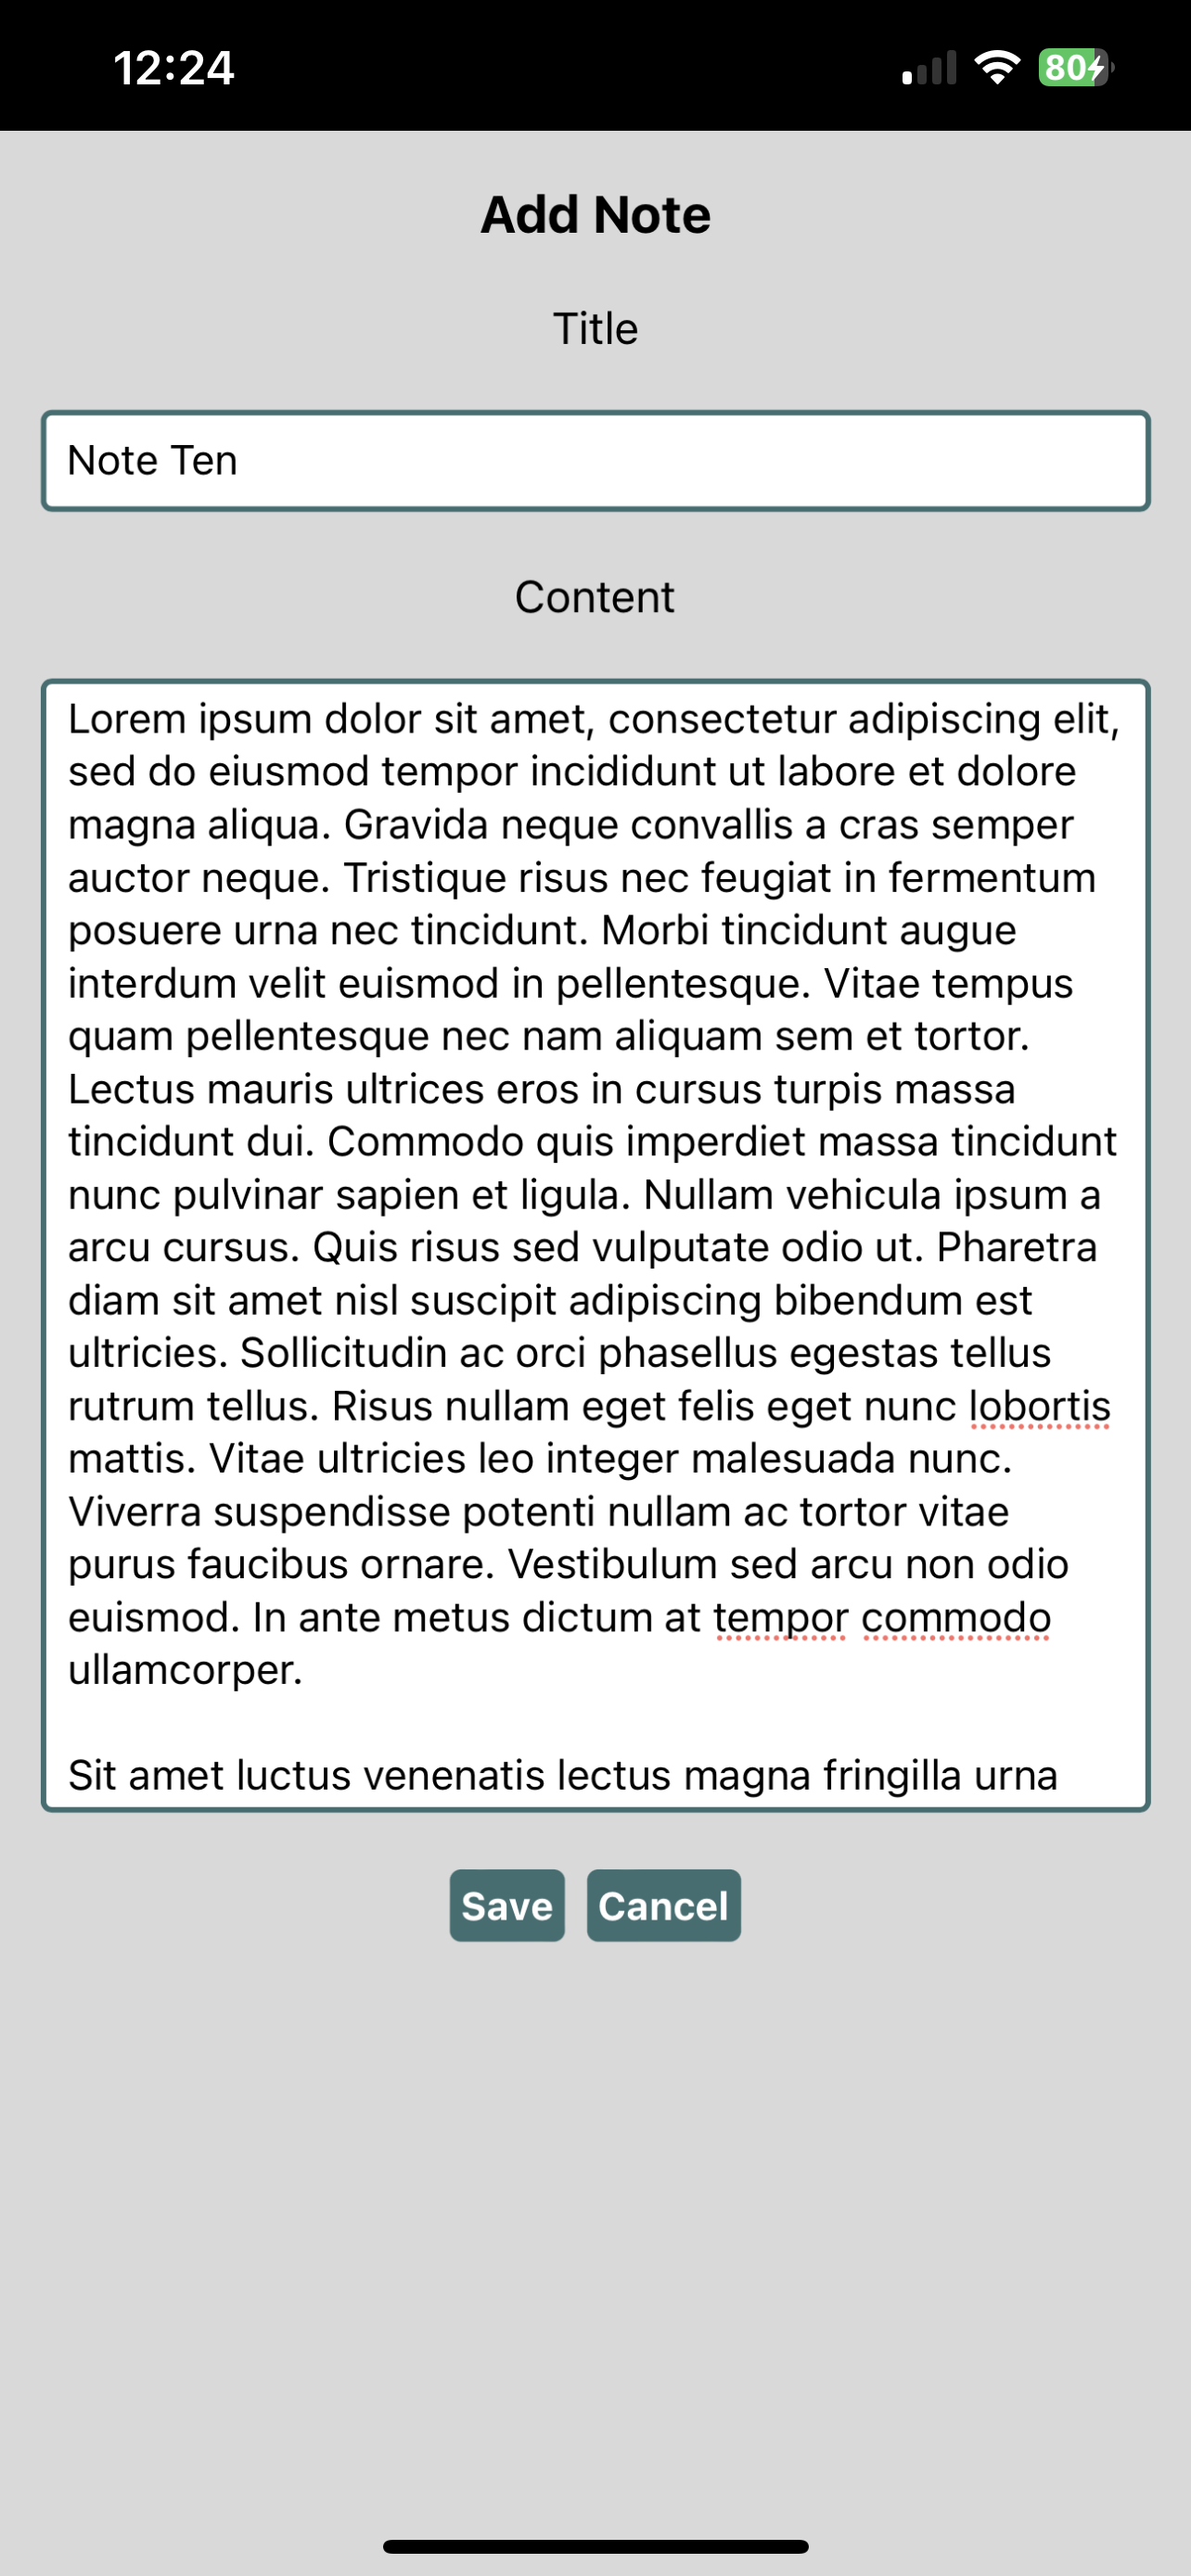 12:24
80
Add Note
Title
Note Ten
Content
Lorem ipsum dolor sit amet, consectetur adipiscing elit,
sed do eiusmod tempor incididunt ut labore et dolore
magna aliqua. Gravida neque convallis a cras semper
auctor neque. Tristique risus nec feugiat in fermentum
posuere urna nec tincidunt. Morbi tincidunt augue
interdum velit euismod in pellentesque. Vitae tempus
quam pellentesque nec nam aliquam sem et tortor.
Lectus mauris ultrices eros in cursus turpis massa
tincidunt dui. Commodo quis imperdiet massa tincidunt
nunc pulvinar sapien et ligula. Nullam vehicula ipsum a
arcu cursus. Quis risus sed vulputate odio ut. Pharetra
diam sit amet nisl suscipit adipiscing bibendum est
ultricies. Sollicitudin ac orci phasellus egestas tellus
rutrum tellus. Risus nullam eget felis eget nunc lobortis
mattis. Vitae ultricies leo integer malesuada nunc.
Viverra suspendisse potenti nullam ac tortor vitae
purus faucibus ornare. Vestibulum sed arcu non odio
euismod. In ante metus dictum at tempor commodo
ullamcorper.
Sit amet luctus venenatis lectus magna fringilla urna
Save Cancel